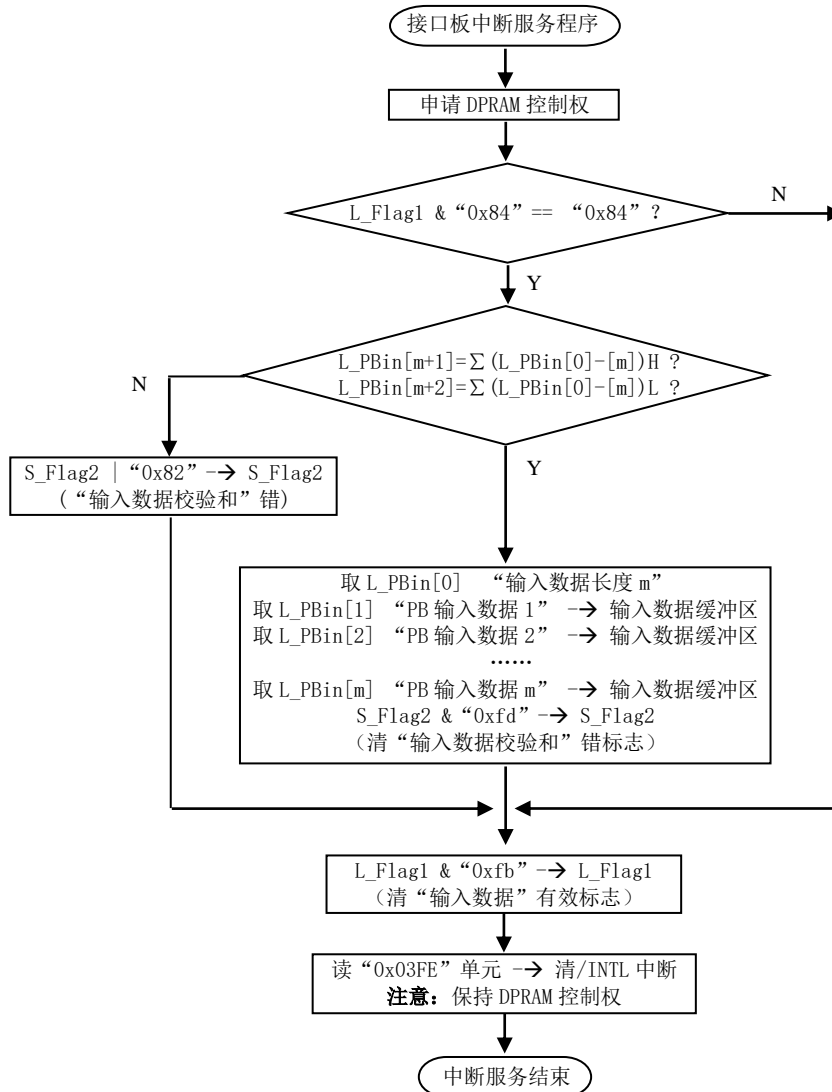 接口板中断服务程序
申请 DPRAM 控制权
L_Flag1 & “0x84” == “0x84” ?
N
Y
L_PBin[m+1]=∑(L_PBin[0]-[m])H ?
L_PBin[m+2]=∑(L_PBin[0]-[m])L ?
N
S_Flag2 | “0x82” -→ S_Flag2
(“输入数据校验和”错)
Y
取 L_PBin[0] “输入数据长度 m”
取 L_PBin[1] “PB 输入数据 1” -→ 输入数据缓冲区
取 L_PBin[2] “PB 输入数据 2” -→ 输入数据缓冲区
……
取 L_PBin[m] “PB 输入数据 m” -→ 输入数据缓冲区
S_Flag2 & “0xfd” -→ S_Flag2
（清“输入数据校验和”错标志）
L_Flag1 & “0xfb” -→ L_Flag1
（清“输入数据”有效标志）
读“0x03FE”单元 -→ 清/INTL 中断
注意：保持 DPRAM 控制权
中断服务结束